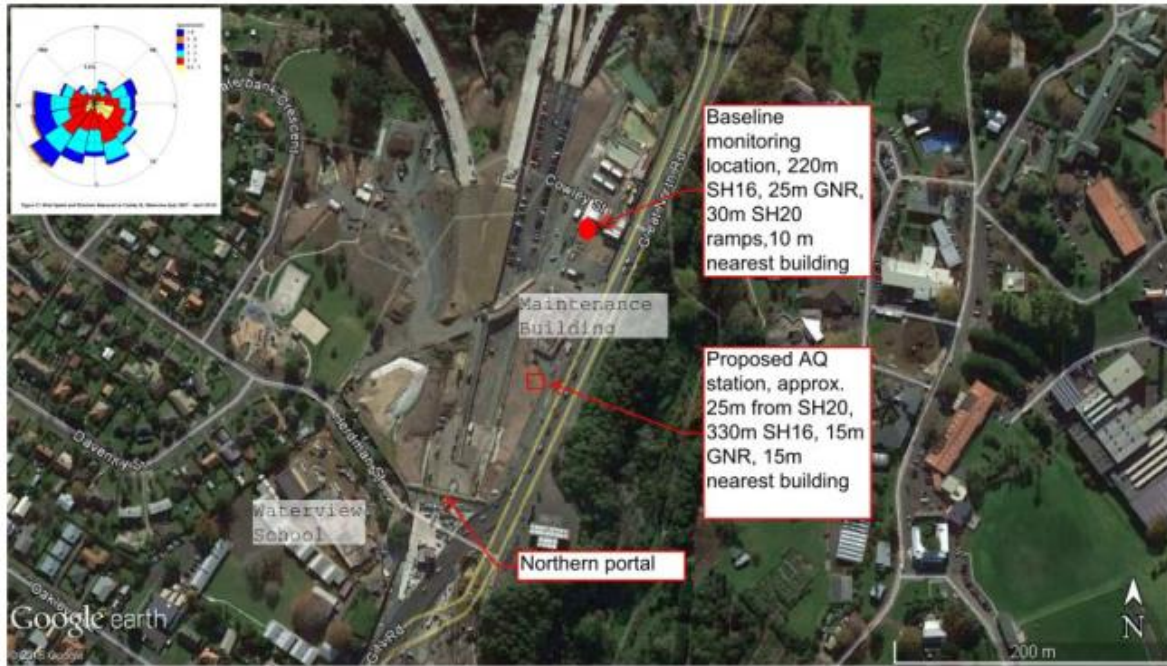 Baseline
monitoring
location, 220m
SH16, 25m GNR,
30m SH20
ramps,10 m
nearest building
Cowley St
Maintenance
Building
Proposed AQ
station, approx.
25m from SH20,
330m SH16, 15m
GNR, 15m
nearest building
Daventry St
Waterview
School
Northern portal
Google earth
N
200 m